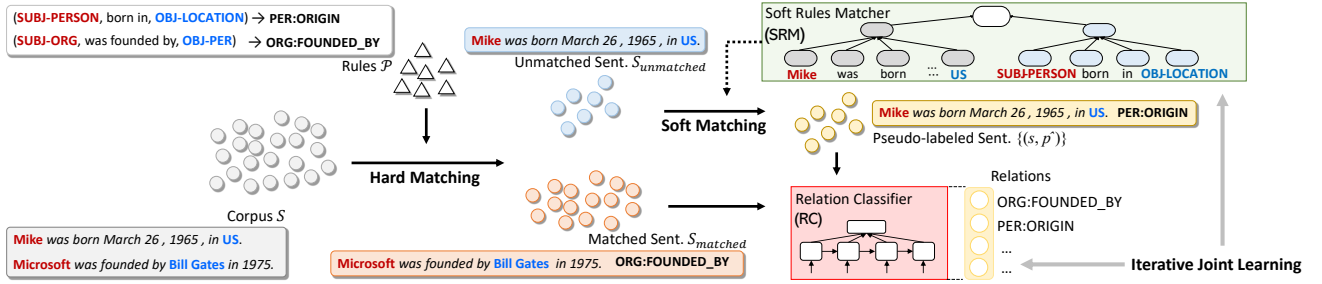 (SUBJ-PERSON, born in, OBJ-LOCATION) → PER:ORIGIN
(SUBJ-ORG, was founded by, OBJ-PER) → ORG:FOUNDED_BY
Rules 𝒫
Mike was born March 26 , 1965 , in US.
Unmatched Sent. S_unmatched
Soft Rules Matcher
(SRM)
Mike was born ... US
SUBJ-PERSON born in OBJ-LOCATION
Soft Matching
Mike was born March 26 , 1965 , in US. PER:ORIGIN
Pseudo-labeled Sent. {(s, pˆ)}
Hard Matching
Corpus S
Mike was born March 26 , 1965 , in US.
Microsoft was founded by Bill Gates in 1975.
Matched Sent. S_matched
Microsoft was founded by Bill Gates in 1975. ORG:FOUNDED_BY
Relation Classifier
(RC)
Relations
ORG:FOUNDED_BY
PER:ORIGIN
...
...
Iterative Joint Learning